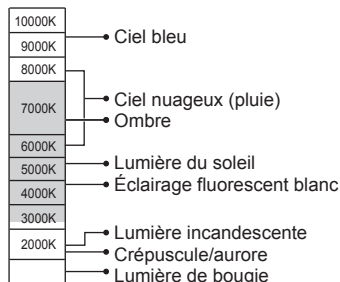 10000K
9000K
Ciel bleu
8000K
7000K
Ciel nuageux (pluie)
Ombre
6000K
5000K
Lumière du soleil
4000K
Éclairage fluorescent blanc
3000K
2000K
Lumière incandescente
Crépuscule/aurore
Lumière de bougie